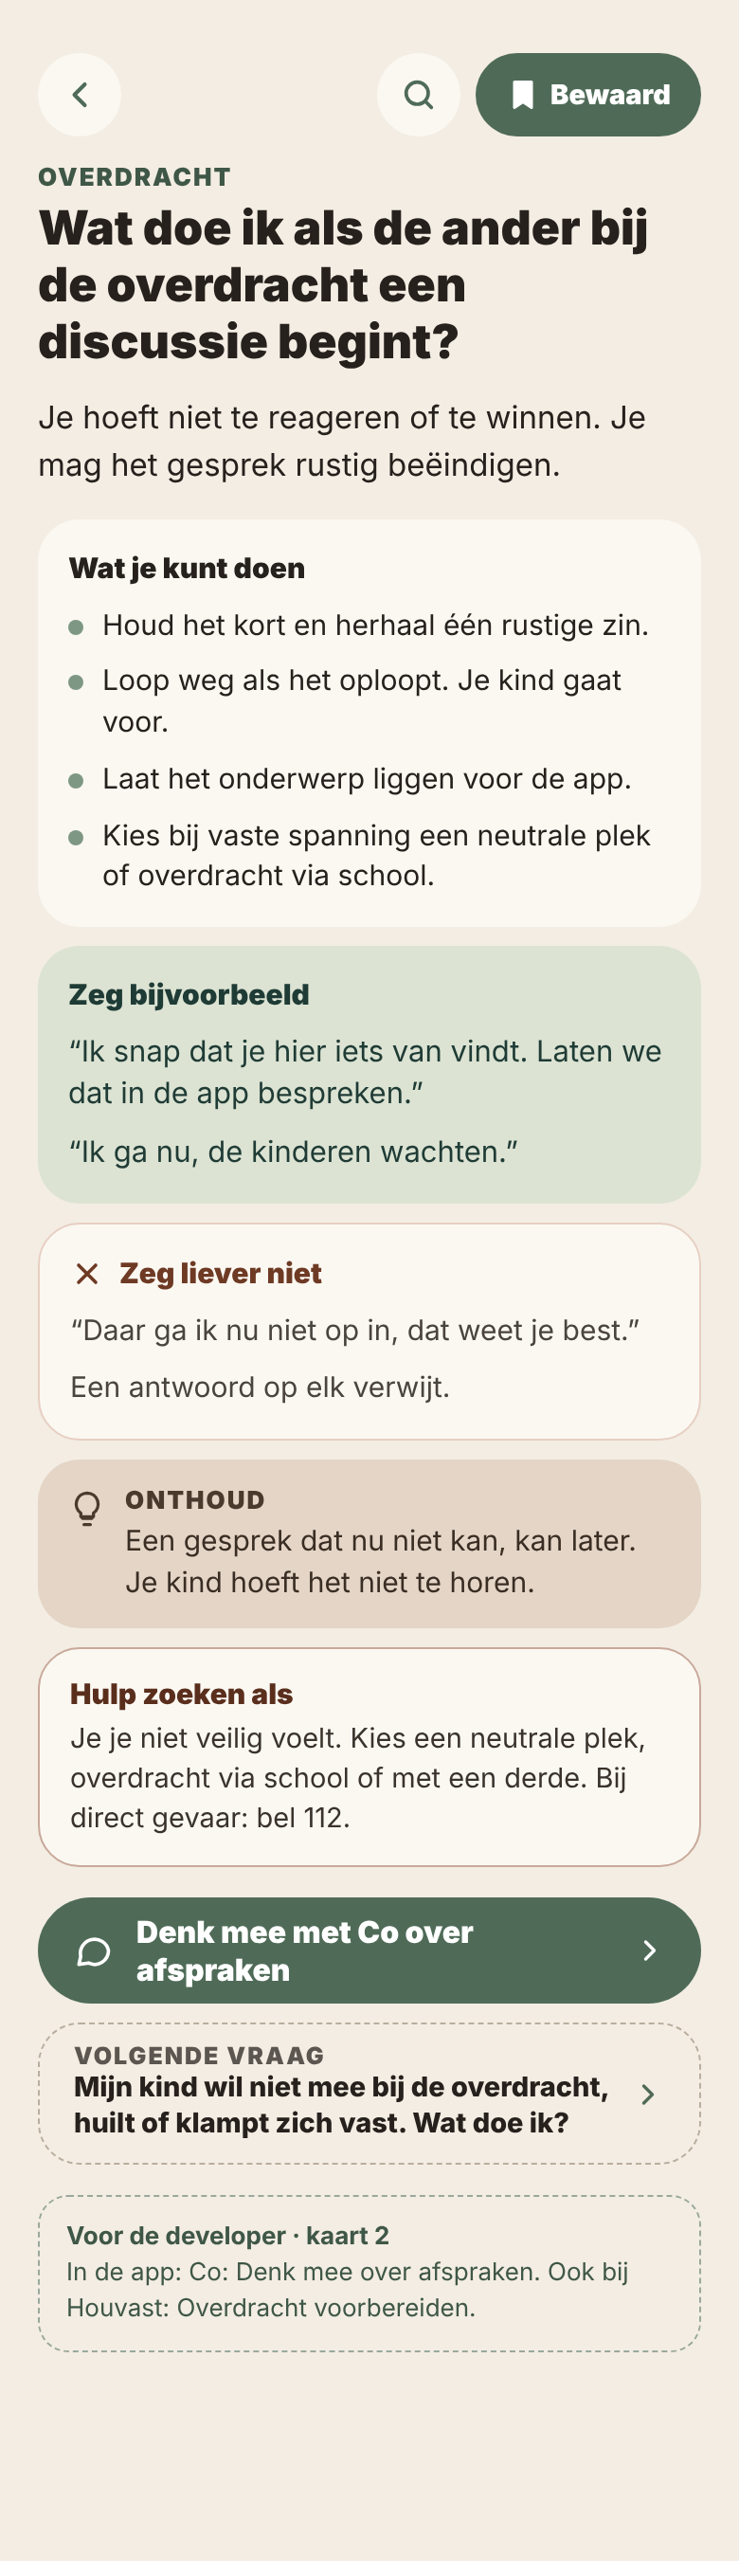 Bewaard
OVERDRACHT
Wat doe ik als de ander bij
de overdracht een
discussie begint?
Je hoeft niet te reageren of te winnen. Je
mag het gesprek rustig beëindigen.
Wat je kunt doen
Houd het kort en herhaal één rustige zin.
Loop weg als het oploopt. Je kind gaat
voor.
Laat het onderwerp liggen voor de app.
Kies bij vaste spanning een neutrale plek
of overdracht via school.
Zeg bijvoorbeeld
“Ik snap dat je hier iets van vindt. Laten we
dat in de app bespreken.”
“Ik ga nu, de kinderen wachten.”
Zeg liever niet
“Daar ga ik nu niet op in, dat weet je best.”
Een antwoord op elk verwijt.
ONTHOUD
Een gesprek dat nu niet kan, kan later.
Je kind hoeft het niet te horen.
Hulp zoeken als
Je je niet veilig voelt. Kies een neutrale plek,
overdracht via school of met een derde. Bij
direct gevaar: bel 112.
Denk mee met Co over
afspraken
VOLGENDE VRAAG
Mijn kind wil niet mee bij de overdracht,
huilt of klampt zich vast. Wat doe ik?
Voor de developer · kaart 2
In de app: Co: Denk mee over afspraken. Ook bij
Houvast: Overdracht voorbereiden.